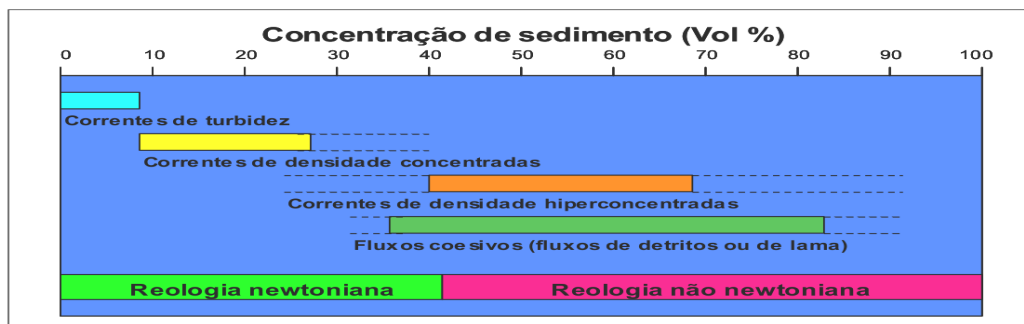 Concentração de sedimento (Vol %)
0 10 20 30 40 50 60 70 80 90 100
Correntes de turbidez
Correntes de densidade concentradas
Correntes de densidade hiperconcentradas
Fluxos coesivos (fluxos de detritos ou de lama)
Reologia newtoniana Reologia não newtoniana